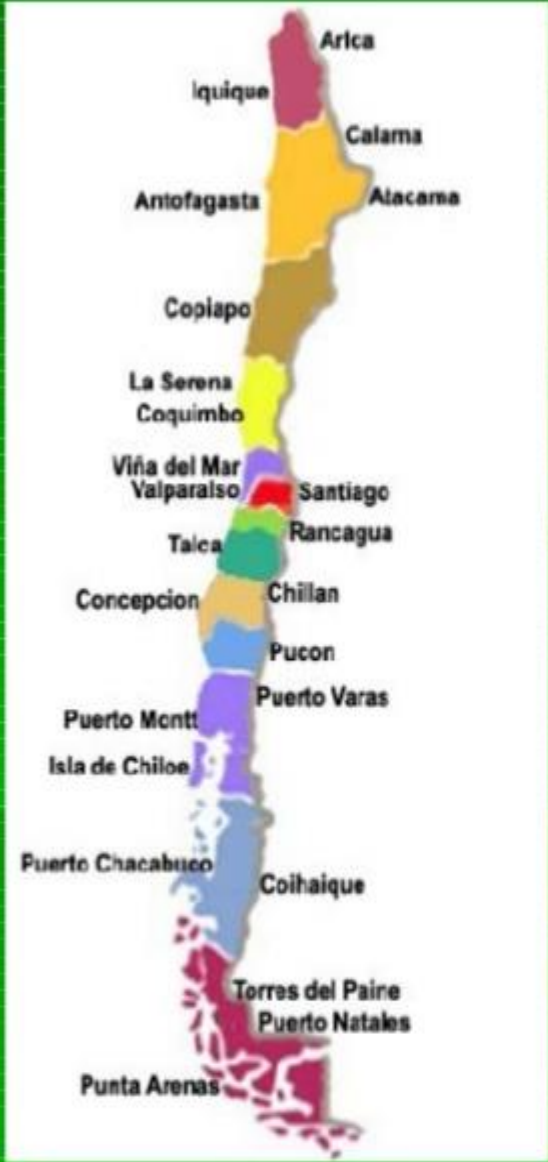 Arica
Iquique
Calama
Antofagasta
Atacama
Copiapo
La Serena
Coquimbo
Viña del Mar
Valparaiso
Santiago
Rancagua
Talca
Concepcion
Chillan
Pucon
Puerto Varas
Puerto Montt
Isla de Chiloe
Puerto Chacabuco
Coihaique
Torres del Paine
Puerto Natales
Punta Arenas